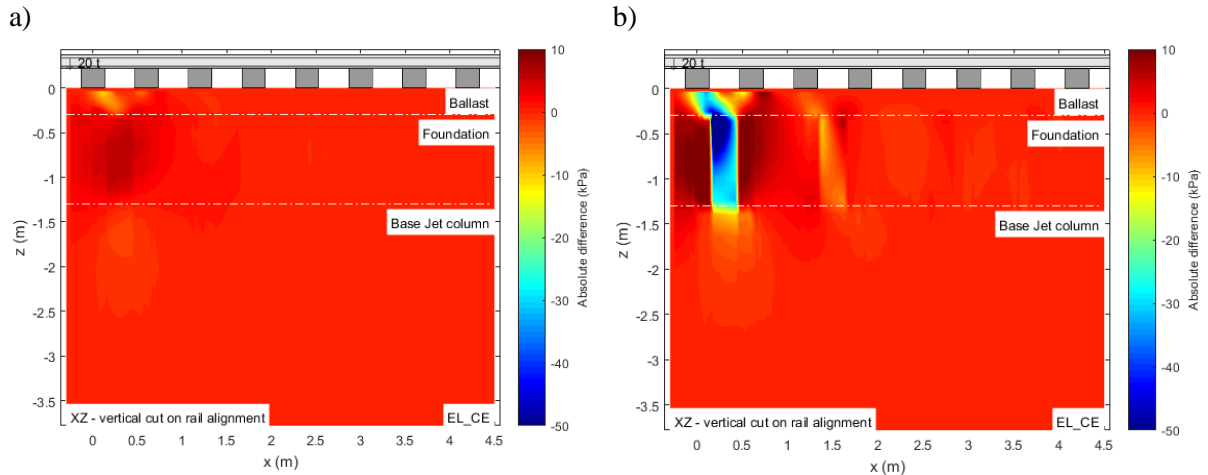 a)
↓ 20 t
Ballast
Foundation
Base Jet column
XZ - vertical cut on rail alignment
EL_CE
0
-0.5
-1
-1.5
-2
-2.5
-3
-3.5
z (m)
0 0.5 1 1.5 2 2.5 3 3.5 4 4.5
x (m)
10
0
-10
-20
-30
-40
-50
Absolute difference (kPa)
b)
↓ 20 t
Ballast
Foundation
Base Jet column
XZ - vertical cut on rail alignment
EL_CE
0
-0.5
-1
-1.5
-2
-2.5
-3
-3.5
z (m)
0 0.5 1 1.5 2 2.5 3 3.5 4 4.5
x (m)
10
0
-10
-20
-30
-40
-50
Absolute difference (kPa)